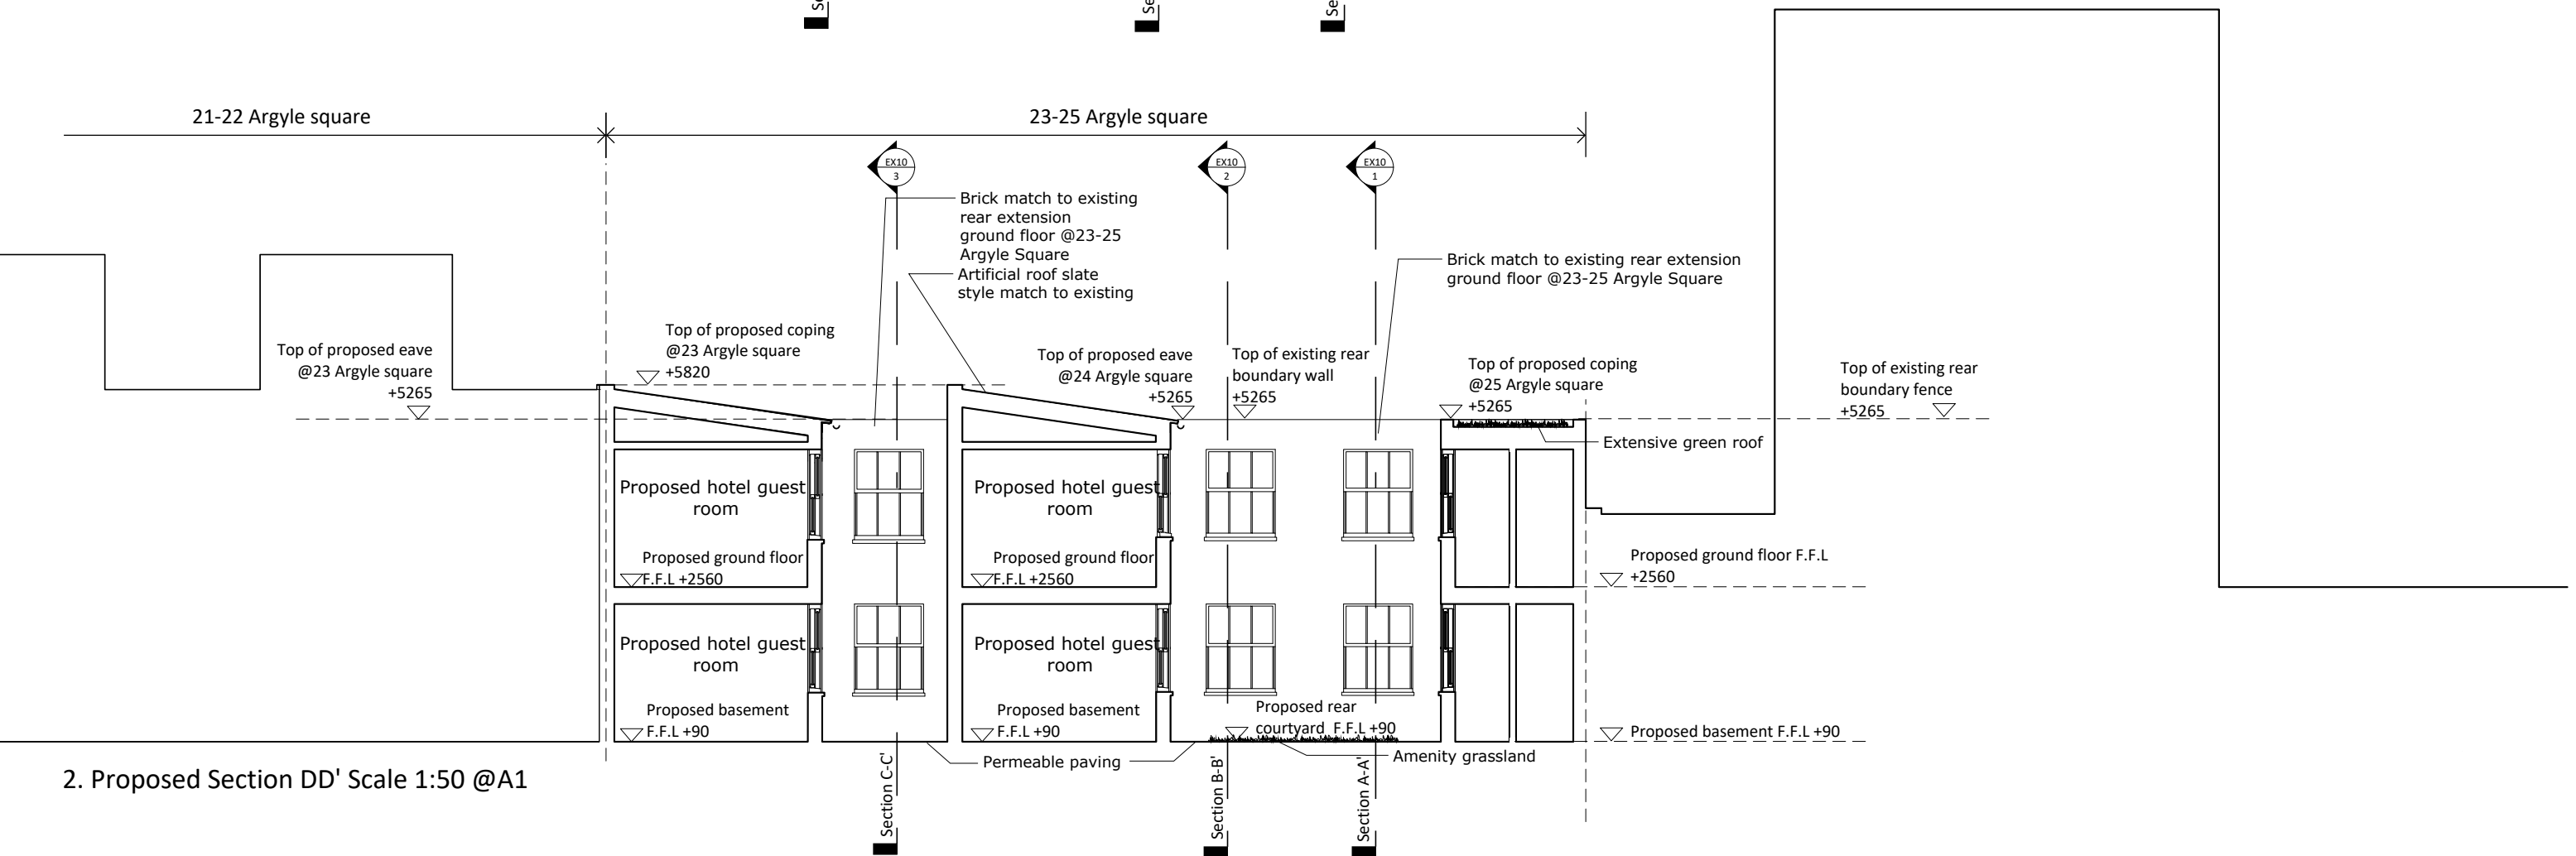 21-22 Argyle square
23-25 Argyle square
EX10
3
EX10
2
EX10
1
Brick match to existing
rear extension
ground floor @23-25
Argyle Square
Artificial roof slate
style match to existing
Brick match to existing rear extension
ground floor @23-25 Argyle Square
Top of proposed eave
@23 Argyle square
+5265
Top of proposed coping
@23 Argyle square
+5820
Top of proposed eave
@24 Argyle square
+5265
Top of existing rear
boundary wall
+5265
Top of proposed coping
@25 Argyle square
+5265
Top of existing rear
boundary fence
+5265
Extensive green roof
Proposed hotel guest
room
Proposed hotel guest
room
Proposed ground floor
F.F.L +2560
Proposed ground floor
F.F.L +2560
Proposed ground floor F.F.L
+2560
Proposed hotel guest
room
Proposed hotel guest
room
Proposed basement
F.F.L +90
Proposed basement
F.F.L +90
Proposed rear
courtyard F.F.L +90
Proposed basement F.F.L +90
Permeable paving
Amenity grassland
2. Proposed Section DD' Scale 1:50 @A1
Section C-C'
Section B-B'
Section A-A'